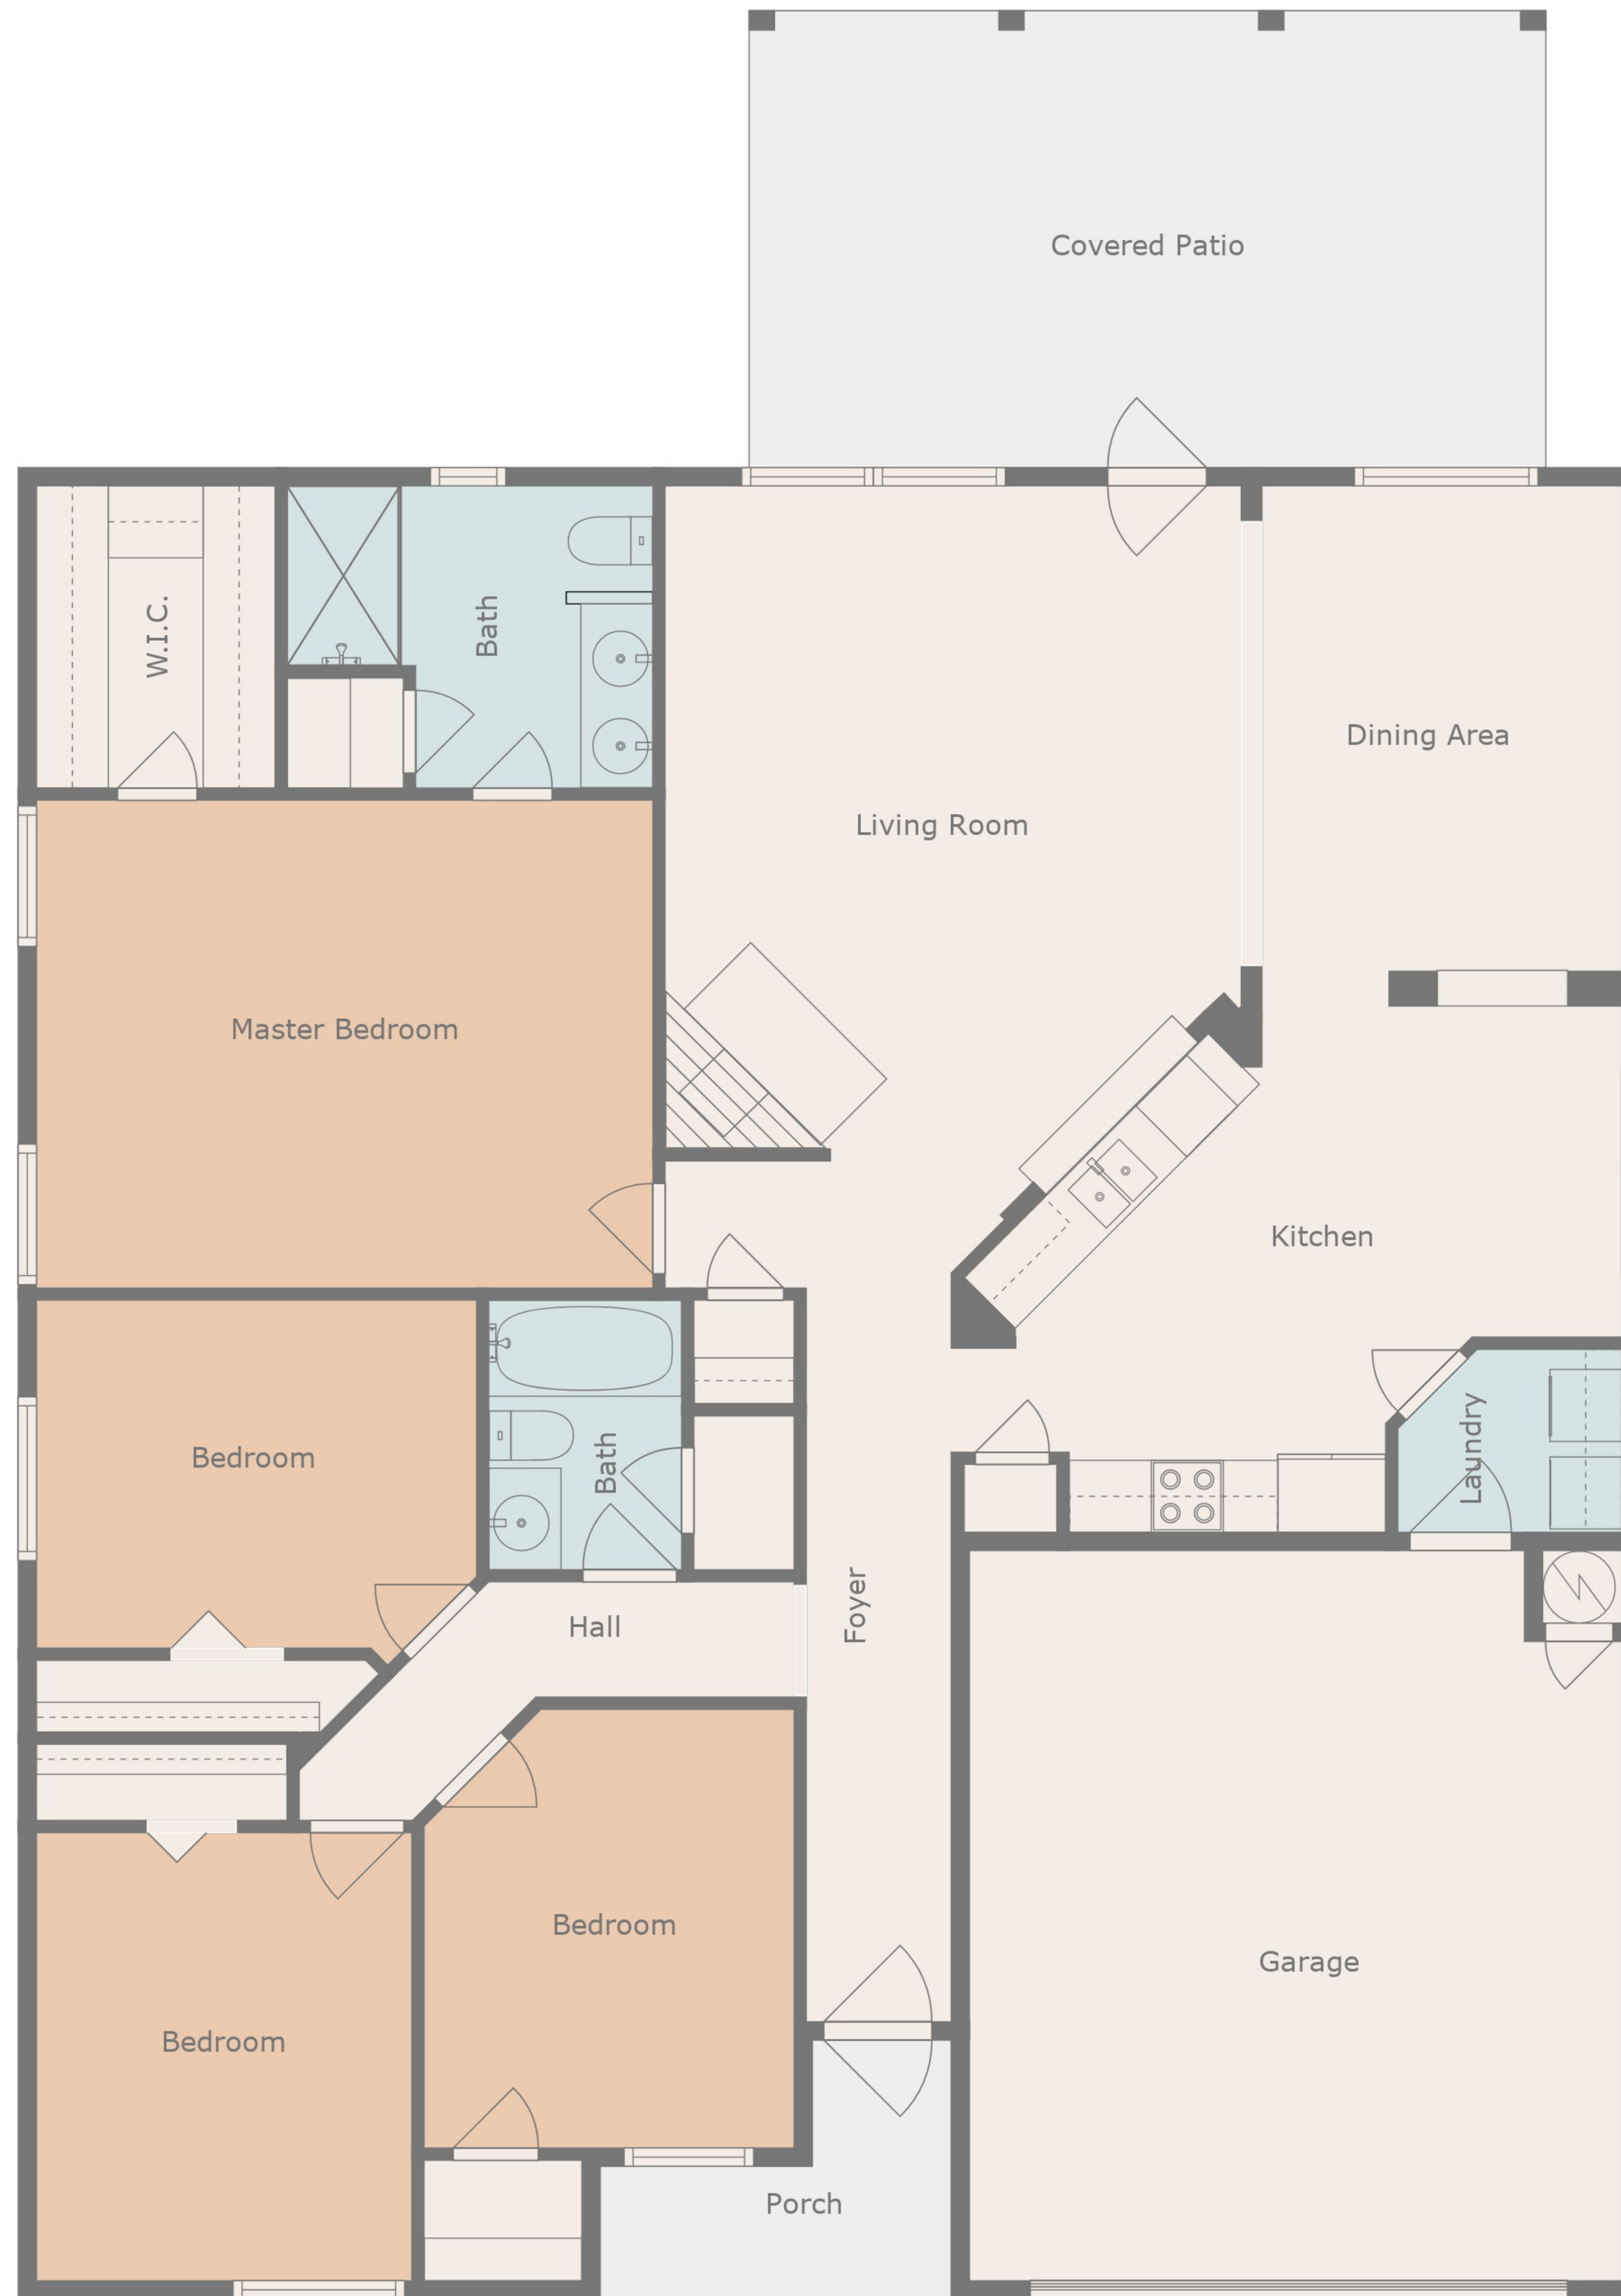 Covered Patio
W.I.C.
Bath
Dining Area
Living Room
Master Bedroom
Kitchen
Bedroom
Bath
Laundry
Hall
Foyer
Bedroom
Garage
Bedroom
Porch